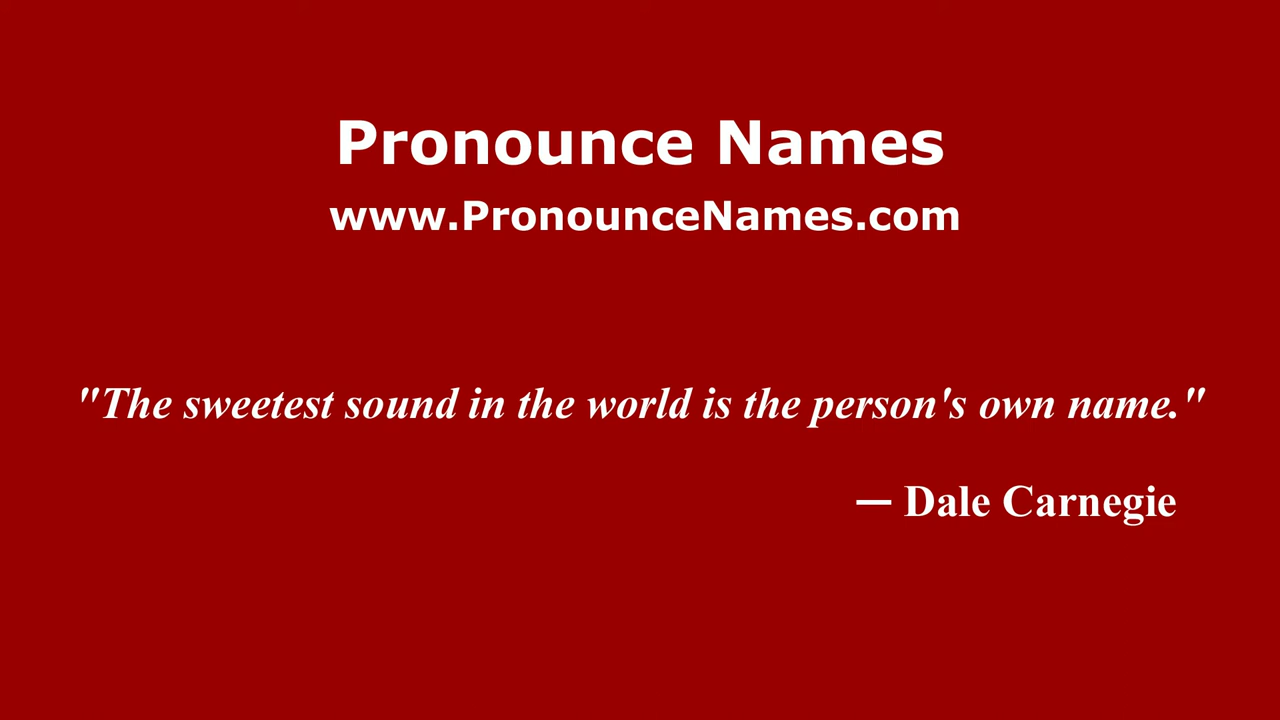 Pronounce Names
www.PronounceNames.com
"The sweetest sound in the world is the person's own name."
— Dale Carnegie